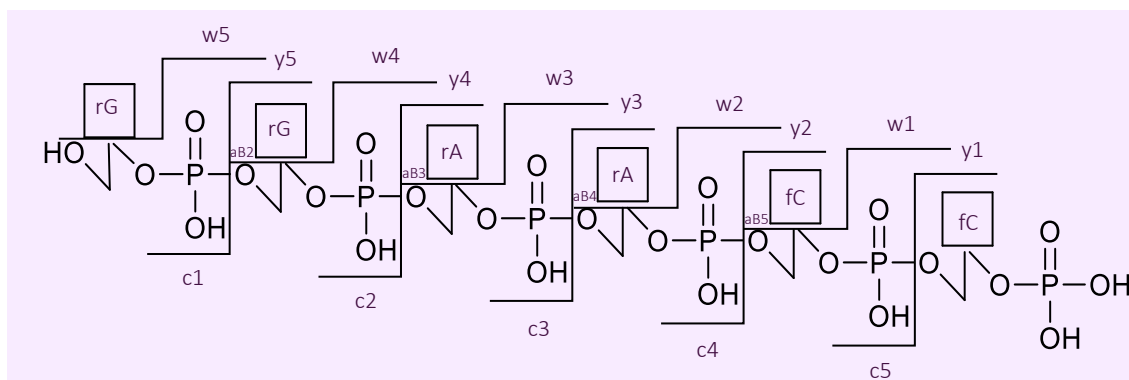 w5
y5
w4
y4
w3
y3
w2
y2
w1
y1
rG
rG
rA
rA
fC
fC
aB2
aB3
aB4
aB5
HO
O
O
P
OH
O
O
O
P
OH
O
O
O
P
OH
O
O
O
P
OH
O
O
O
P
OH
O
O
O
P
OH
OH
c1
c2
c3
c4
c5